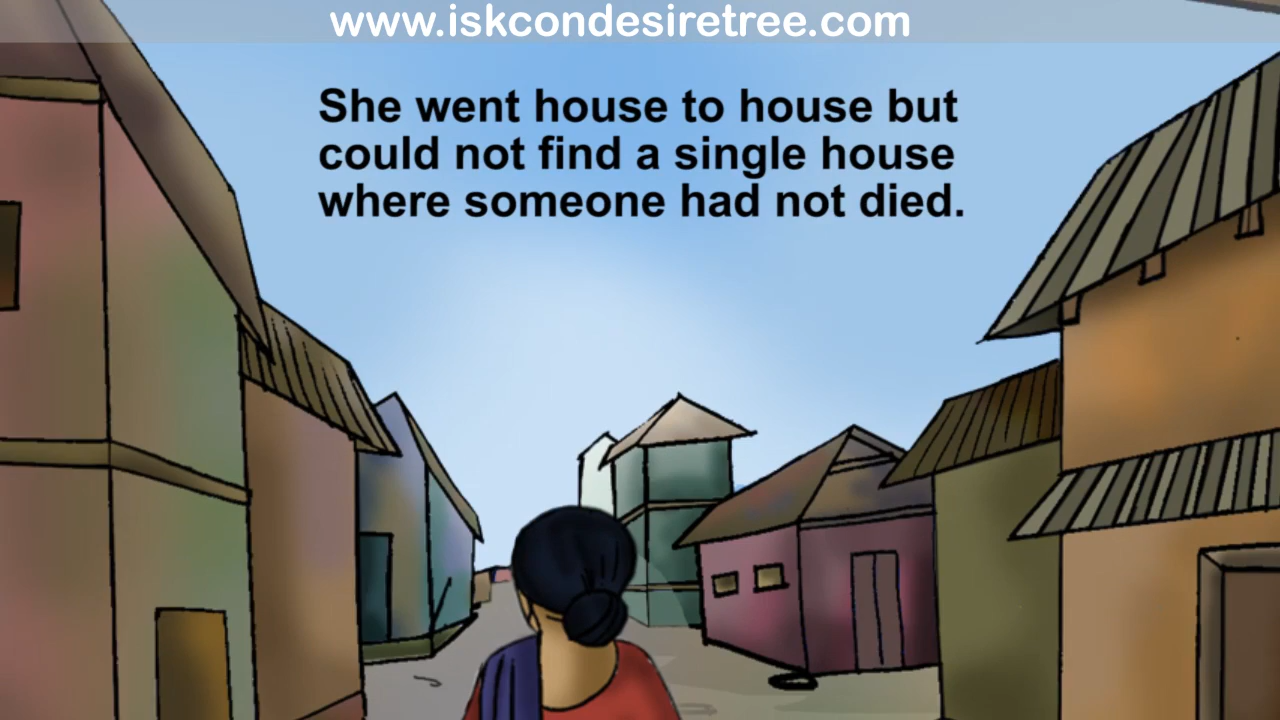 www.iskcondesiretree.com
She went house to house but
could not find a single house
where someone had not died.